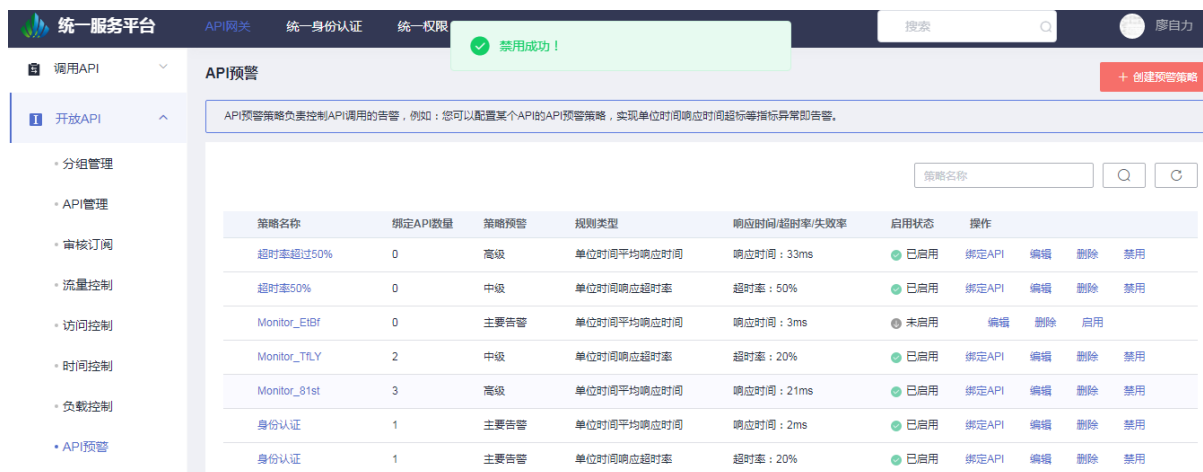 统一服务平台 API网关 统一身份认证 统一权限 搜索 廖自力
禁用成功！
调用API
API预警
+ 创建预警策略
开放API
API预警策略负责控制API调用的告警，例如：您可以配置某个API的API预警策略，实现单位时间响应时间超标等指标异常即告警。
分组管理
API管理
审核订阅
流量控制
访问控制
时间控制
负载控制
API预警
策略名称
策略名称 绑定API数量 策略预警 规则类型 响应时间/超时率/失败率 启用状态 操作
超时率超过50% 0 高级 单位时间平均响应时间 响应时间：33ms 已启用 绑定API 编辑 删除 禁用
超时率50% 0 中级 单位时间响应超时率 超时率：50% 已启用 绑定API 编辑 删除 禁用
Monitor_EtBf 0 主要告警 单位时间平均响应时间 响应时间：3ms 未启用 编辑 删除 启用
Monitor_TfLY 2 中级 单位时间响应超时率 超时率：20% 已启用 绑定API 编辑 删除 禁用
Monitor_81st 3 高级 单位时间平均响应时间 响应时间：21ms 已启用 绑定API 编辑 删除 禁用
身份认证 1 主要告警 单位时间平均响应时间 响应时间：2ms 已启用 绑定API 编辑 删除 禁用
身份认证 1 主要告警 单位时间响应超时率 超时率：20% 已启用 绑定API 编辑 删除 禁用